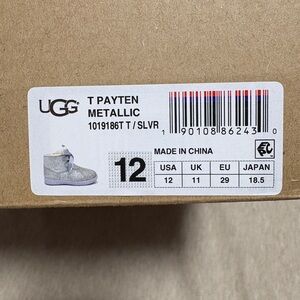 UGG
T PAYTEN
METALLIC
1019186T T / SLVR
1 90108 86243 0
12
MADE IN CHINA
USA UK EU JAPAN
12 11 29 18.5